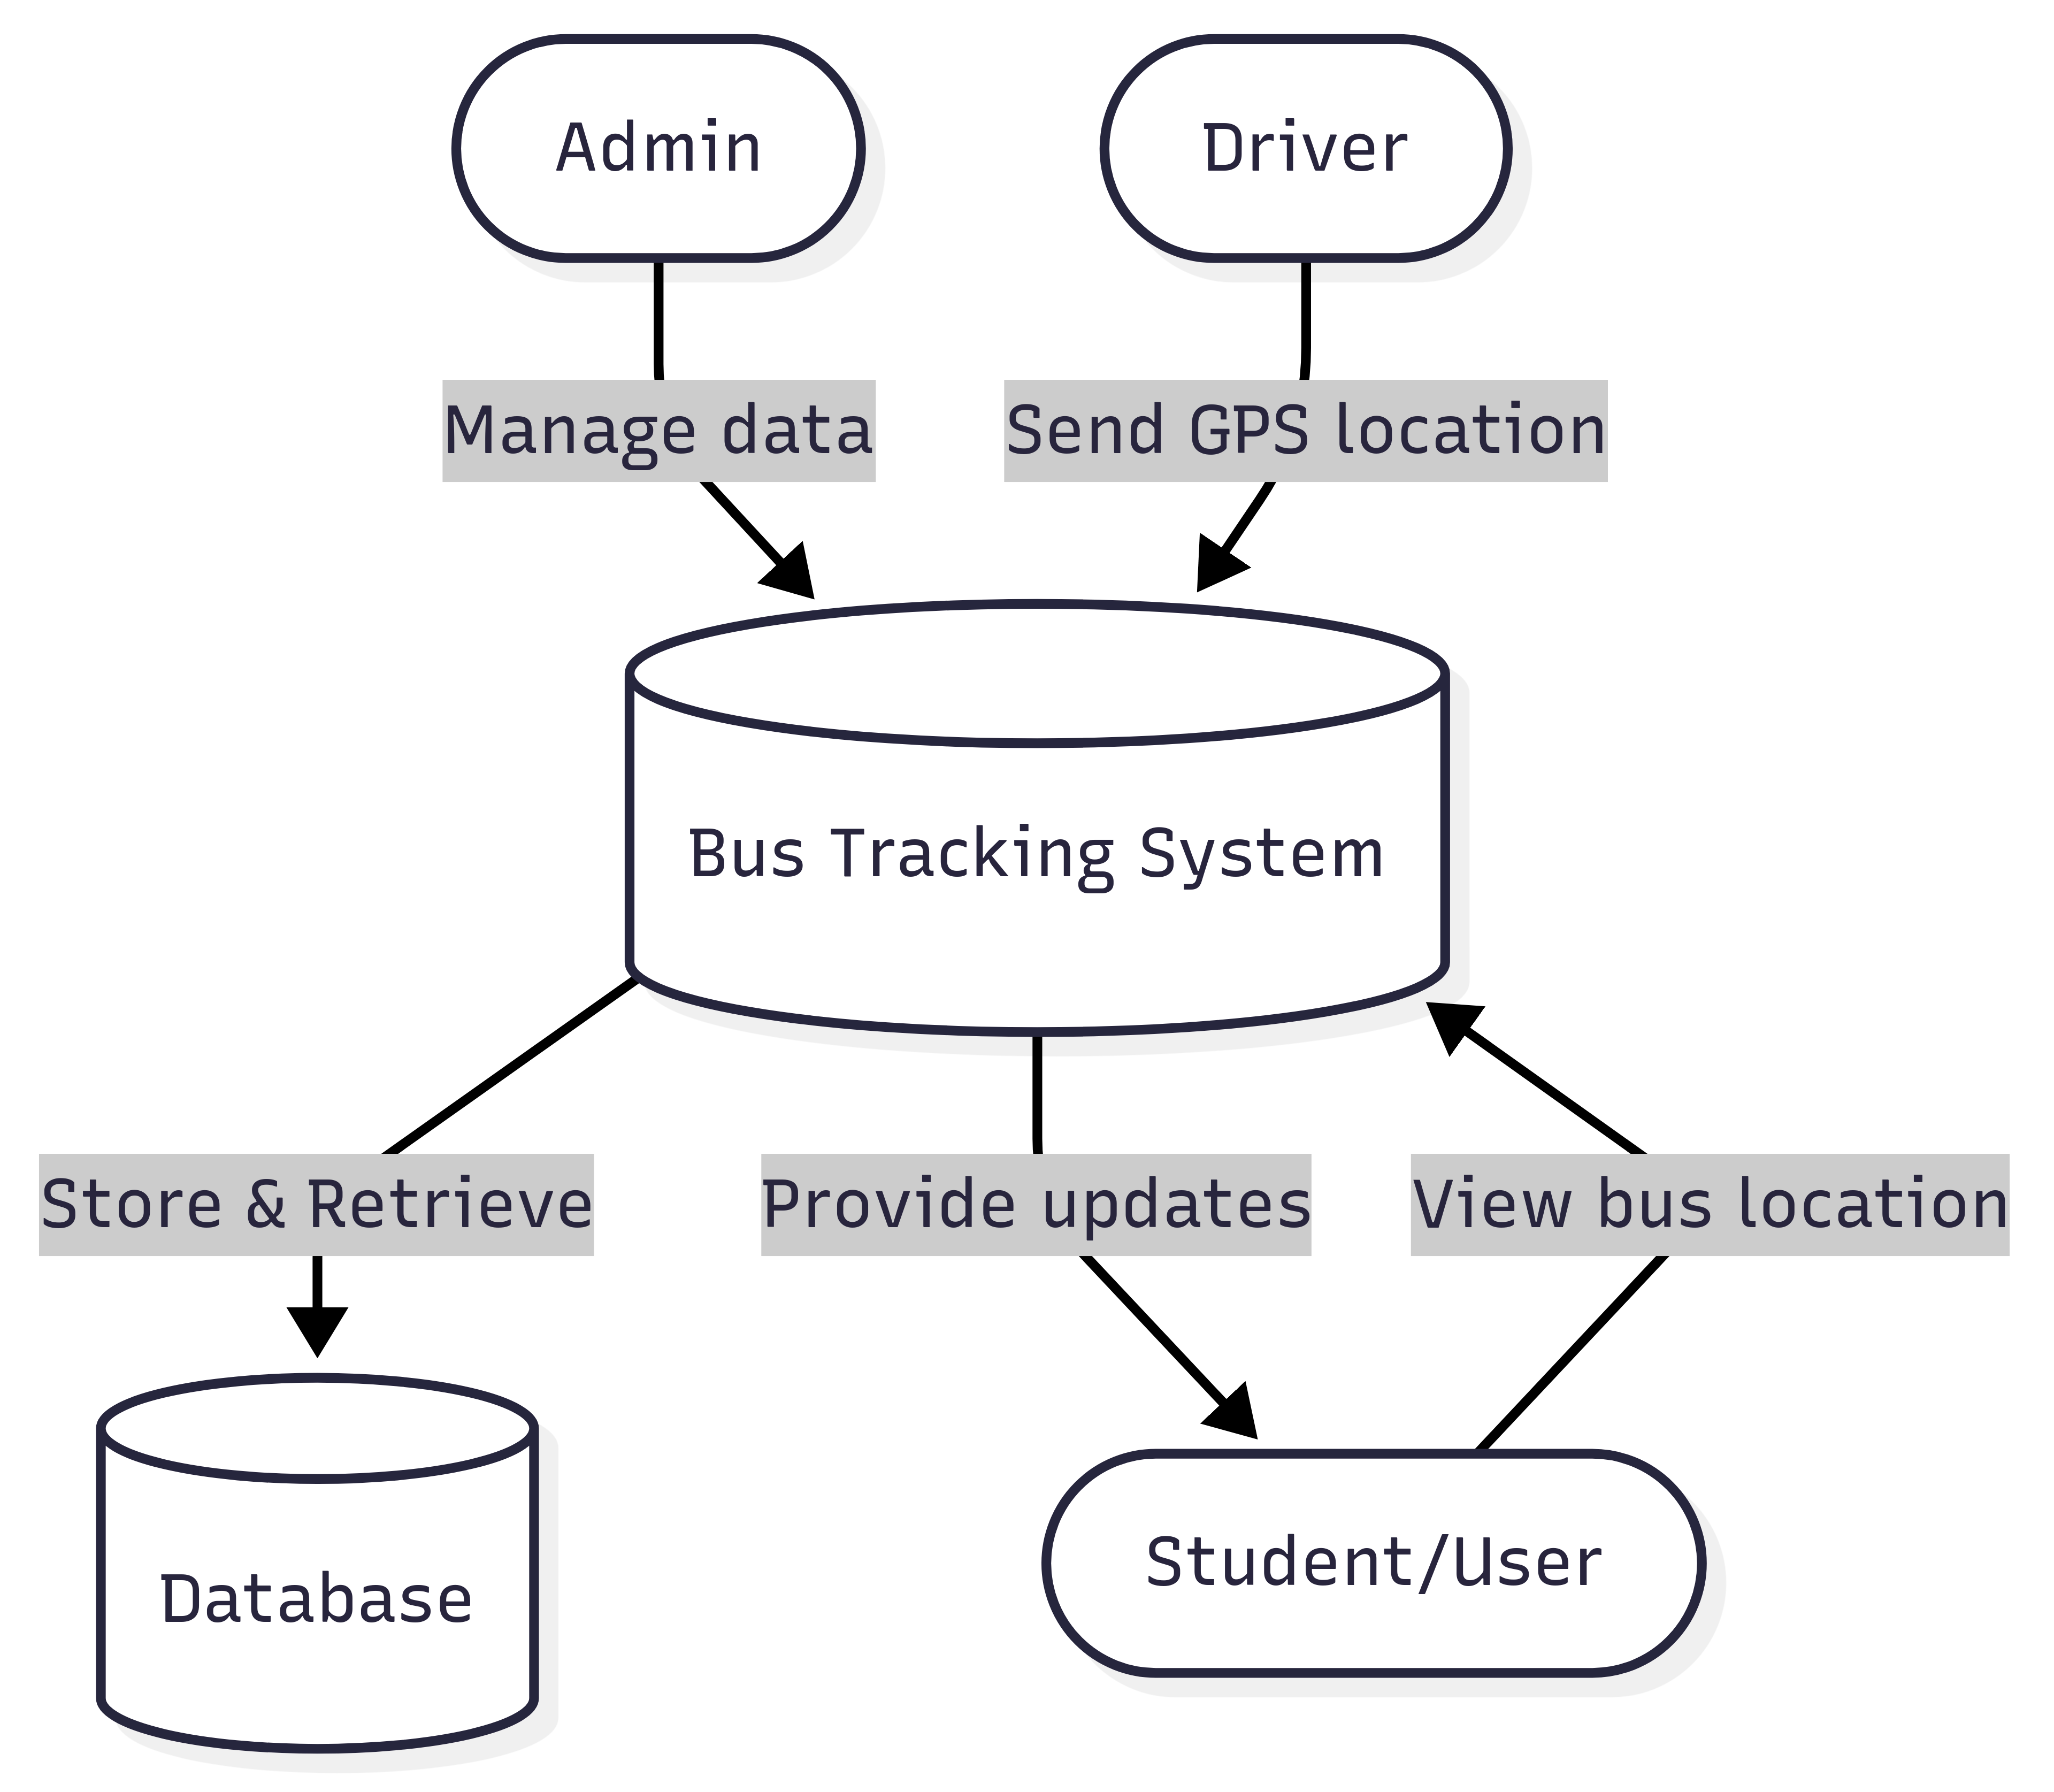 Admin
Driver
Manage data
Send GPS location
Bus Tracking System
Store & Retrieve
Provide updates
View bus location
Database
Student/User